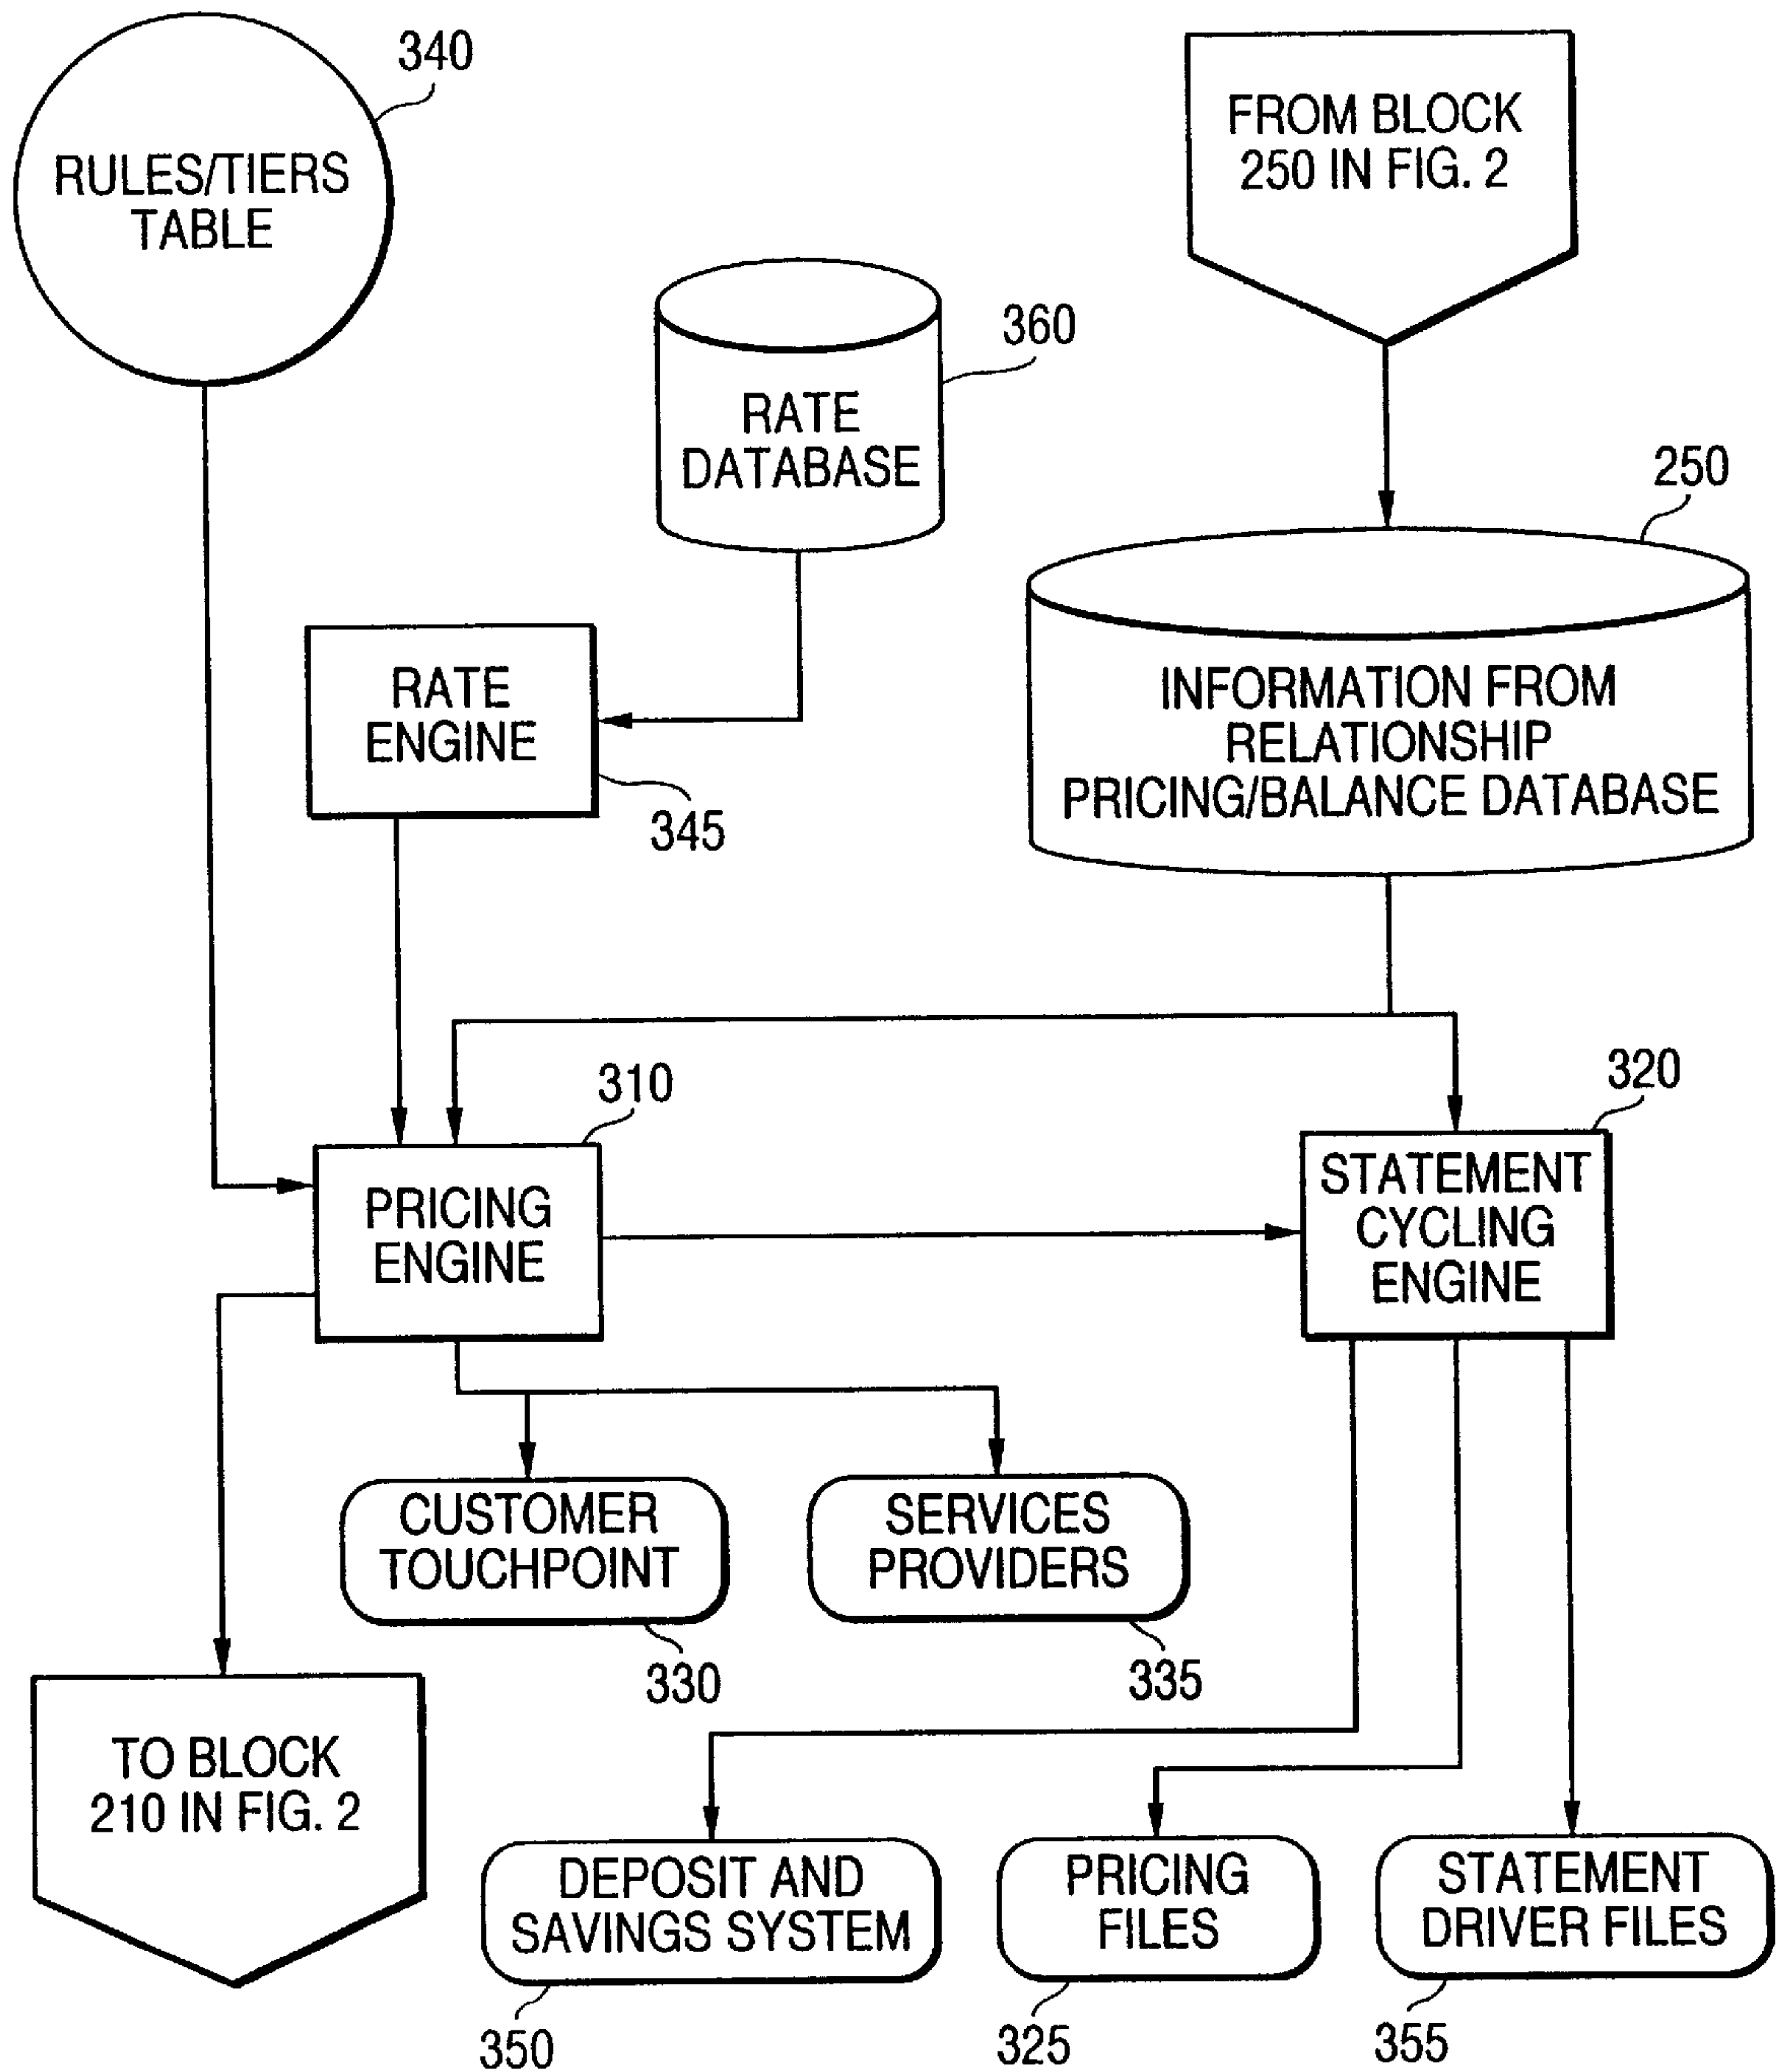 340
RULES/TIERS
TABLE
FROM BLOCK
250 IN FIG. 2
360
RATE
DATABASE
250
INFORMATION FROM
RELATIONSHIP
PRICING/BALANCE DATABASE
RATE
ENGINE
345
310
PRICING
ENGINE
320
STATEMENT
CYCLING
ENGINE
CUSTOMER
TOUCHPOINT
330
SERVICES
PROVIDERS
335
TO BLOCK
210 IN FIG. 2
DEPOSIT AND
SAVINGS SYSTEM
350
PRICING
FILES
325
STATEMENT
DRIVER FILES
355